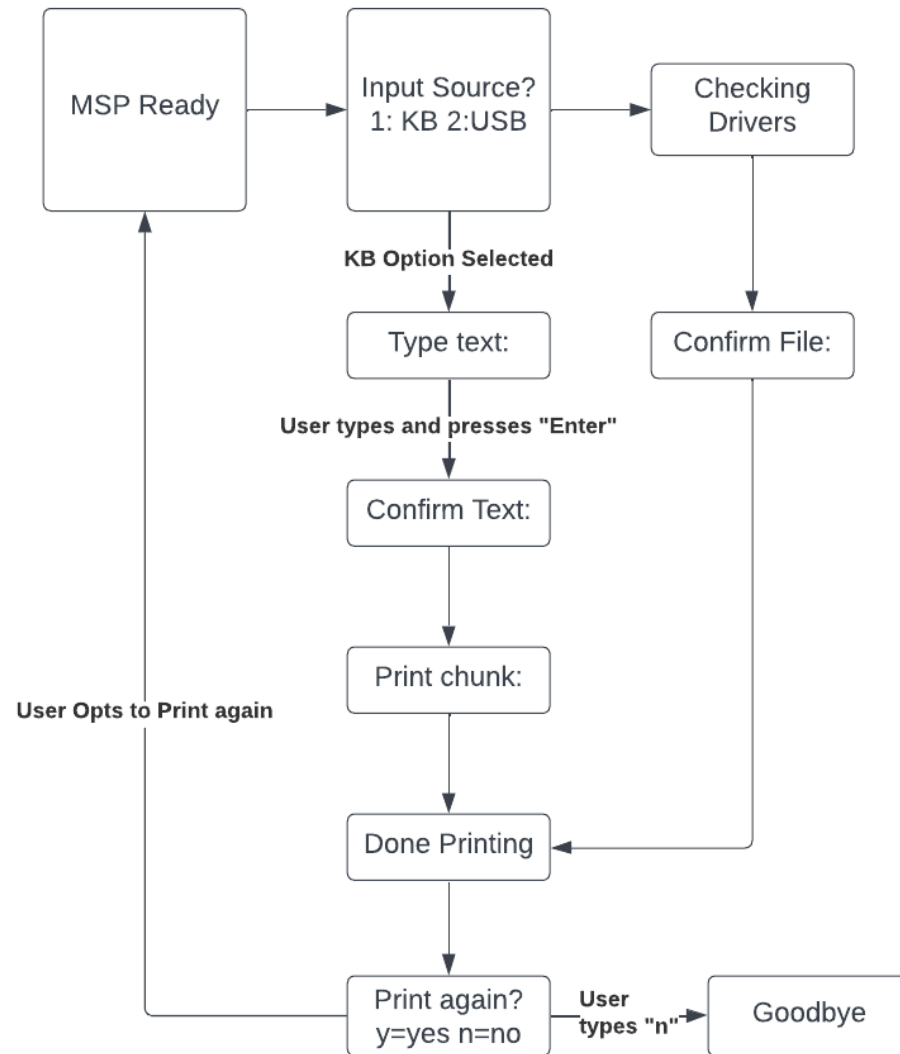 MSP Ready
Input Source?
1: KB 2:USB
Checking
Drivers
KB Option Selected
Type text:
Confirm File:
User types and presses "Enter"
Confirm Text:
Print chunk:
User Opts to Print again
Done Printing
Print again?
y=yes n=no
User
types "n"
Goodbye